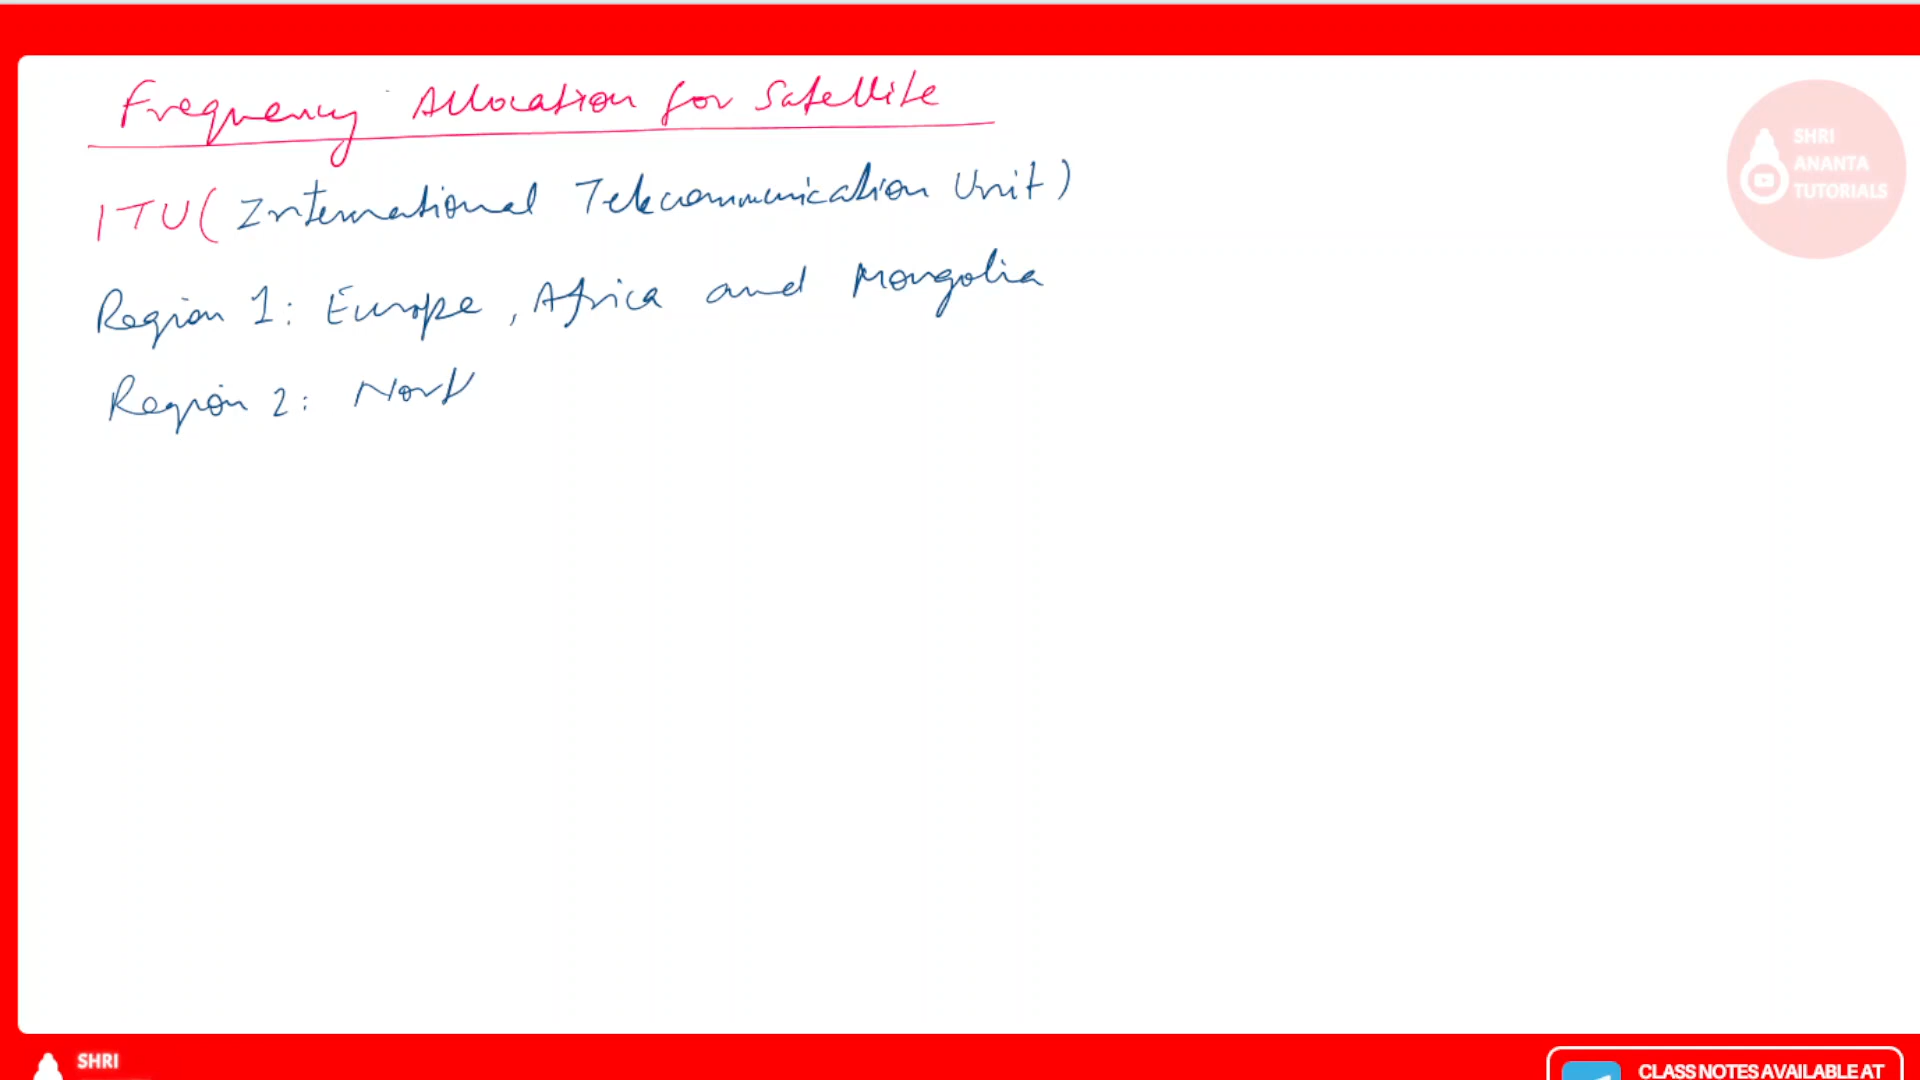 Frequency Allocation for Satellite
ITU (International Telecommunication Unit)
Region 1: Europe, Africa and Mongolia
Region 2: Nort
SHRI
ANANTA
TUTORIALS
SHRI
CLASS NOTES AVAILABLE AT